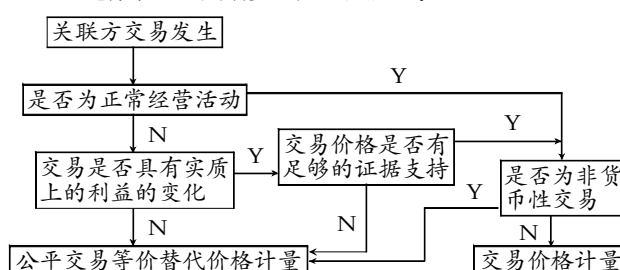 关联方交易发生
Y
是否为正常经营活动
N
交易价格是否有
足够的证据支持
Y
交易是否具有实质
上的利益的变化
Y
是否为非货
币性交易
Y
N
N
N
公平交易等价替代价格计量
交易价格计量